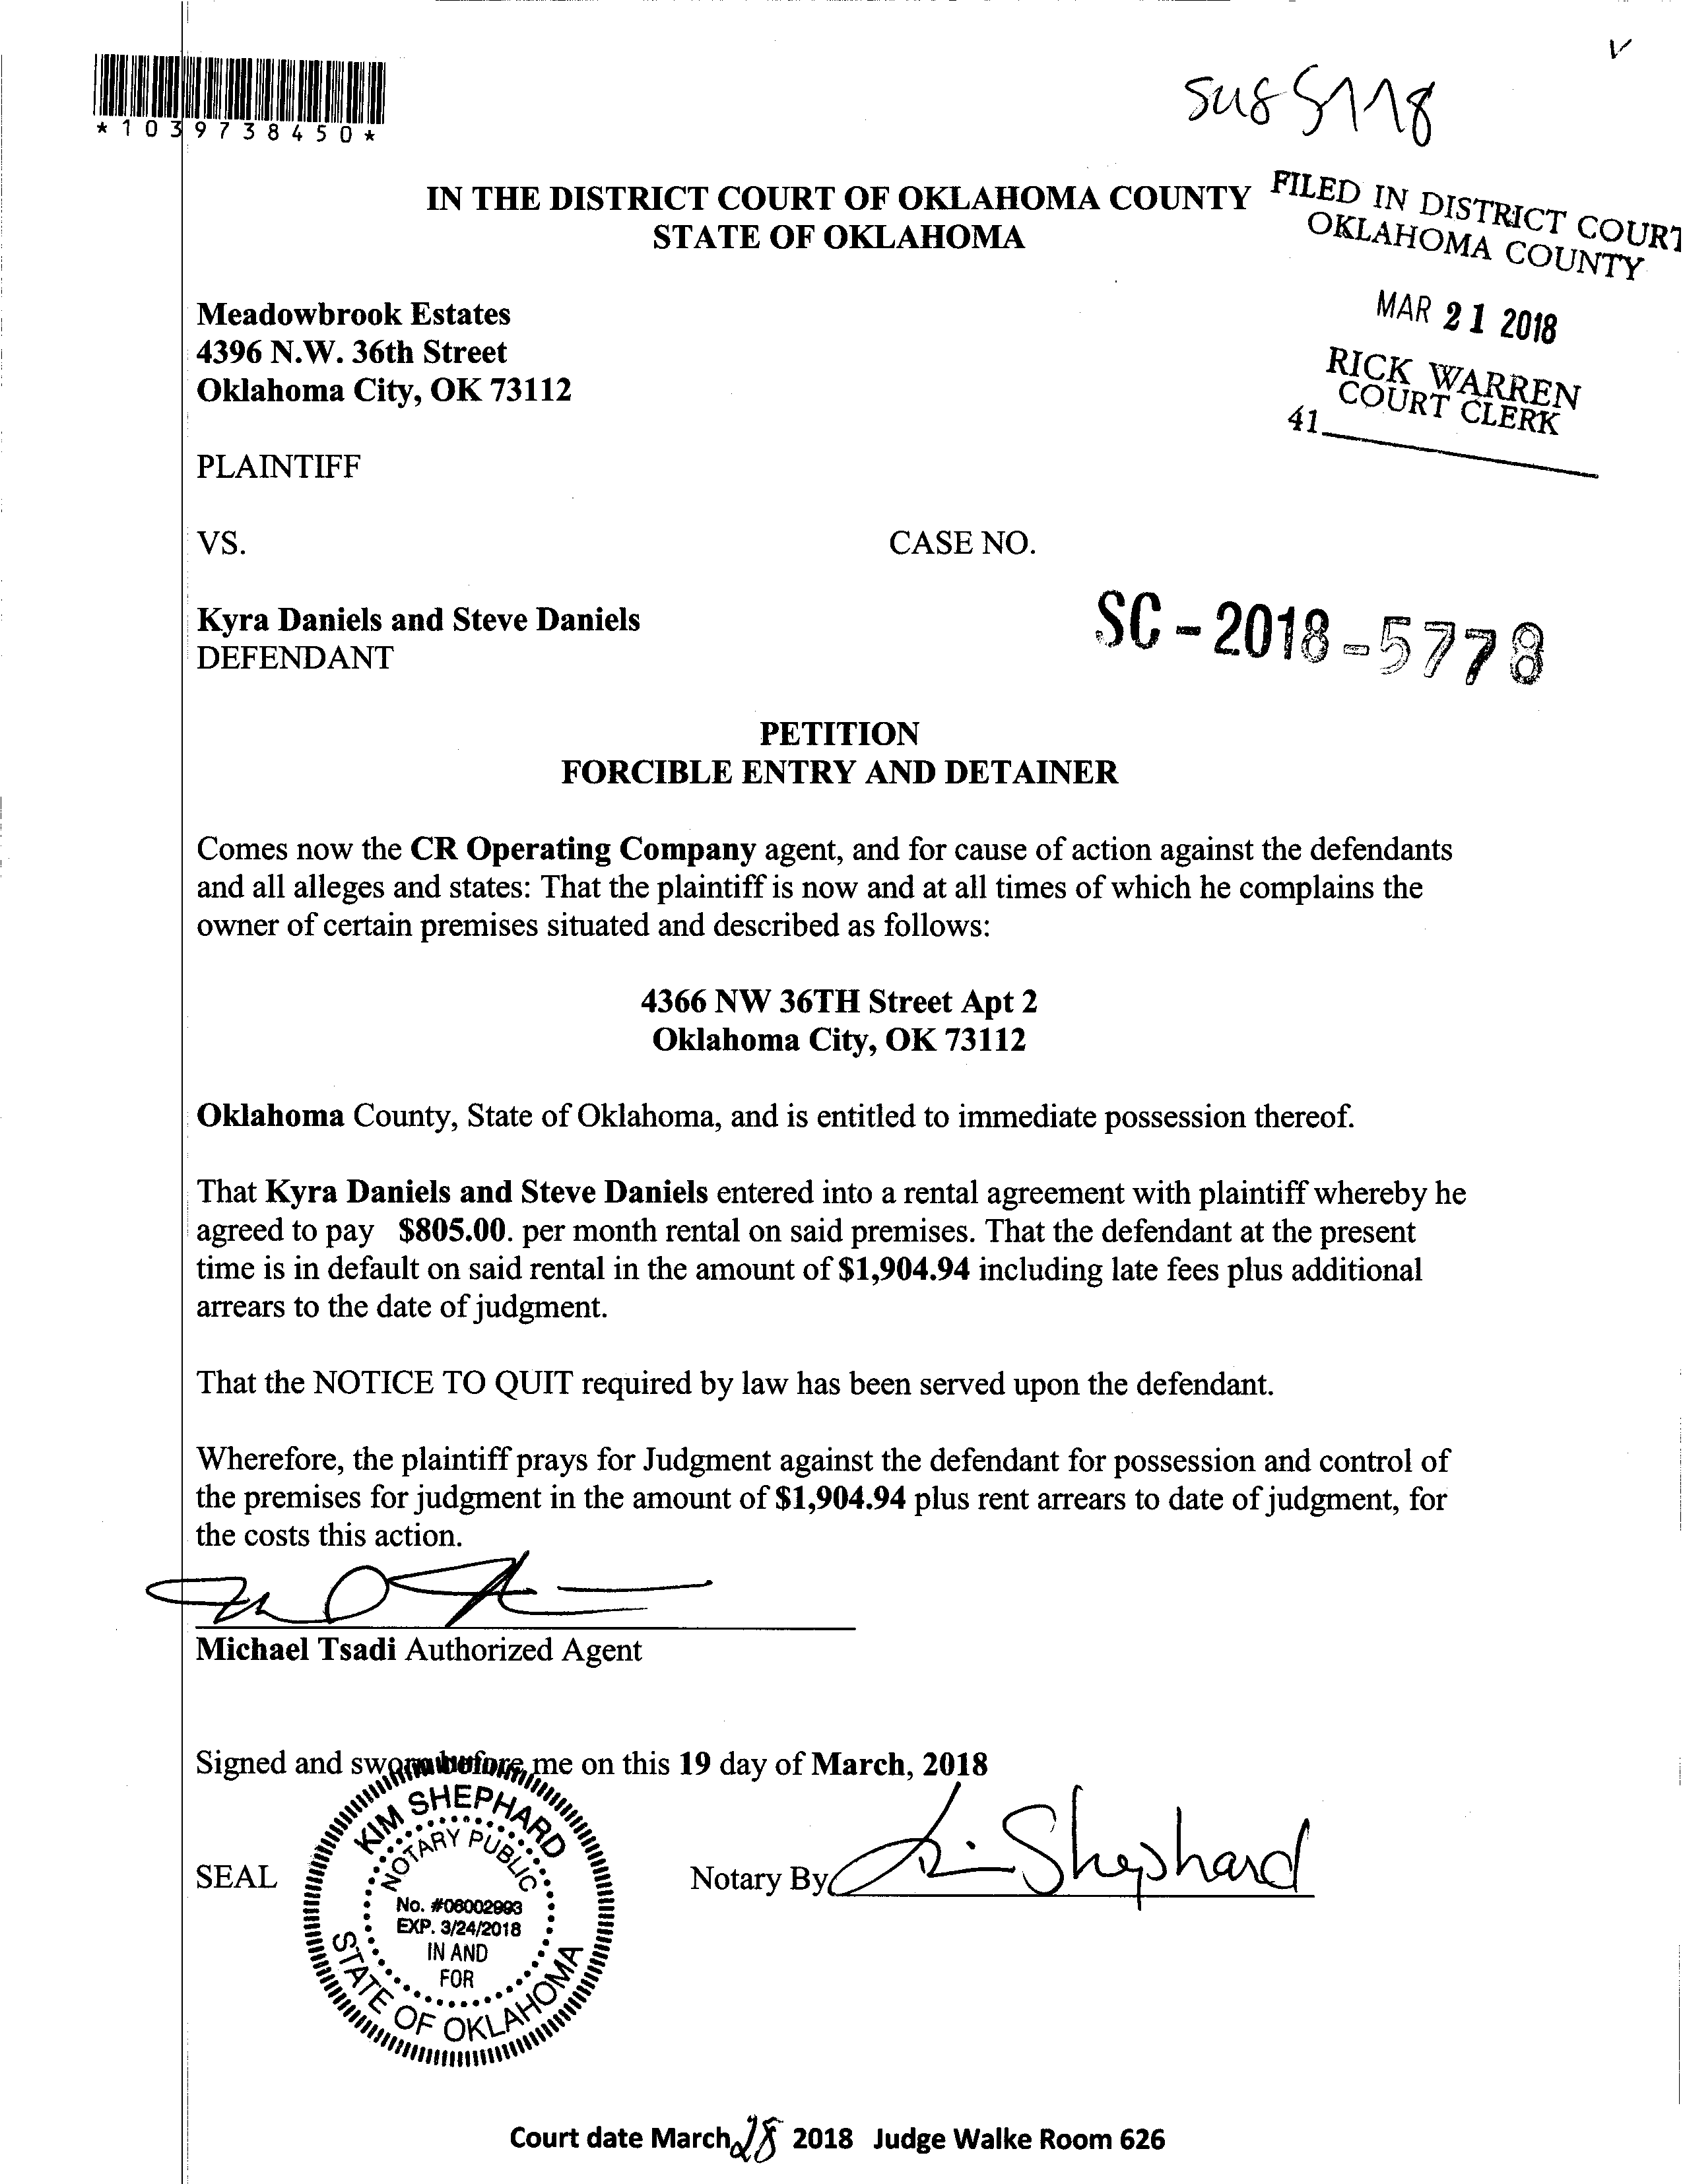 *1039738450*
IN THE DISTRICT COURT OF OKLAHOMA COUNTY
STATE OF OKLAHOMA
FILED IN DISTRICT COURT
OKLAHOMA COUNTY
MAR 21 2018
RICK WARREN
COURT CLERK
41
Meadowbrook Estates
4396 N.W. 36th Street
Oklahoma City, OK 73112
PLAINTIFF
VS.
CASE NO.
Kyra Daniels and Steve Daniels
DEFENDANT
SC-2018-5778
PETITION
FORCIBLE ENTRY AND DETAINER
Comes now the CR Operating Company agent, and for cause of action against the defendants
and all alleges and states: That the plaintiff is now and at all times of which he complains the
owner of certain premises situated and described as follows:
4366 NW 36TH Street Apt 2
Oklahoma City, OK 73112
Oklahoma County, State of Oklahoma, and is entitled to immediate possession thereof.
That Kyra Daniels and Steve Daniels entered into a rental agreement with plaintiff whereby he
agreed to pay $805.00. per month rental on said premises. That the defendant at the present
time is in default on said rental in the amount of $1,904.94 including late fees plus additional
arrears to the date of judgment.
That the NOTICE TO QUIT required by law has been served upon the defendant.
Wherefore, the plaintiff prays for Judgment against the defendant for possession and control of
the premises for judgment in the amount of $1,904.94 plus rent arrears to date of judgment, for
the costs this action.
Michael Tsadi Authorized Agent
Signed and sworn before me on this 19 day of March, 2018
KIM SHEPHARD
NOTARY PUBLIC
No. #06002993
EXP. 3/24/2018
IN AND
FOR
STATE OF OKLAHOMA
SEAL
Notary By Kim Shephard
Court date March 28 2018 Judge Walke Room 626